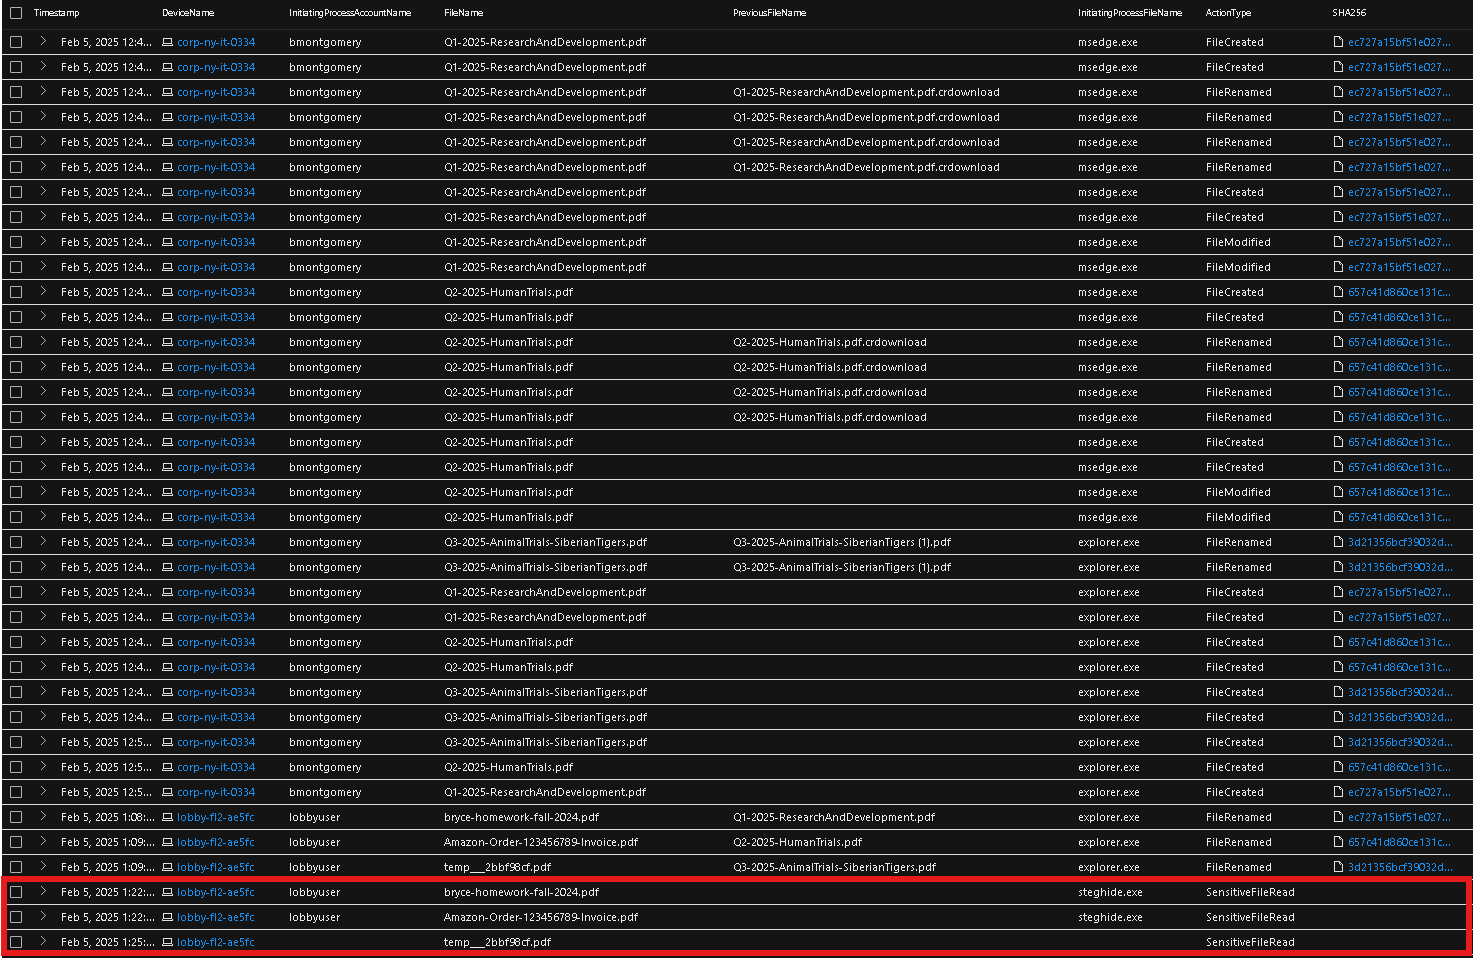 Timestamp DeviceName InitiatingProcessAccountName FileName PreviousFileName InitiatingProcessFileName ActionType SHA256
Feb 5, 2025 12:4... corp-ny-it-0334 bmontgomery Q1-2025-ResearchAndDevelopment.pdf msedge.exe FileCreated ec727a15bf51e027...
Feb 5, 2025 12:4... corp-ny-it-0334 bmontgomery Q1-2025-ResearchAndDevelopment.pdf msedge.exe FileCreated ec727a15bf51e027...
Feb 5, 2025 12:4... corp-ny-it-0334 bmontgomery Q1-2025-ResearchAndDevelopment.pdf Q1-2025-ResearchAndDevelopment.pdf.crdownload msedge.exe FileRenamed ec727a15bf51e027...
Feb 5, 2025 12:4... corp-ny-it-0334 bmontgomery Q1-2025-ResearchAndDevelopment.pdf Q1-2025-ResearchAndDevelopment.pdf.crdownload msedge.exe FileRenamed ec727a15bf51e027...
Feb 5, 2025 12:4... corp-ny-it-0334 bmontgomery Q1-2025-ResearchAndDevelopment.pdf Q1-2025-ResearchAndDevelopment.pdf.crdownload msedge.exe FileRenamed ec727a15bf51e027...
Feb 5, 2025 12:4... corp-ny-it-0334 bmontgomery Q1-2025-ResearchAndDevelopment.pdf Q1-2025-ResearchAndDevelopment.pdf.crdownload msedge.exe FileRenamed ec727a15bf51e027...
Feb 5, 2025 12:4... corp-ny-it-0334 bmontgomery Q1-2025-ResearchAndDevelopment.pdf msedge.exe FileCreated ec727a15bf51e027...
Feb 5, 2025 12:4... corp-ny-it-0334 bmontgomery Q1-2025-ResearchAndDevelopment.pdf msedge.exe FileCreated ec727a15bf51e027...
Feb 5, 2025 12:4... corp-ny-it-0334 bmontgomery Q1-2025-ResearchAndDevelopment.pdf msedge.exe FileModified ec727a15bf51e027...
Feb 5, 2025 12:4... corp-ny-it-0334 bmontgomery Q1-2025-ResearchAndDevelopment.pdf msedge.exe FileModified ec727a15bf51e027...
Feb 5, 2025 12:4... corp-ny-it-0334 bmontgomery Q2-2025-HumanTrials.pdf msedge.exe FileCreated 657c41d860ce131c...
Feb 5, 2025 12:4... corp-ny-it-0334 bmontgomery Q2-2025-HumanTrials.pdf msedge.exe FileCreated 657c41d860ce131c...
Feb 5, 2025 12:4... corp-ny-it-0334 bmontgomery Q2-2025-HumanTrials.pdf Q2-2025-HumanTrials.pdf.crdownload msedge.exe FileRenamed 657c41d860ce131c...
Feb 5, 2025 12:4... corp-ny-it-0334 bmontgomery Q2-2025-HumanTrials.pdf Q2-2025-HumanTrials.pdf.crdownload msedge.exe FileRenamed 657c41d860ce131c...
Feb 5, 2025 12:4... corp-ny-it-0334 bmontgomery Q2-2025-HumanTrials.pdf Q2-2025-HumanTrials.pdf.crdownload msedge.exe FileRenamed 657c41d860ce131c...
Feb 5, 2025 12:4... corp-ny-it-0334 bmontgomery Q2-2025-HumanTrials.pdf Q2-2025-HumanTrials.pdf.crdownload msedge.exe FileRenamed 657c41d860ce131c...
Feb 5, 2025 12:4... corp-ny-it-0334 bmontgomery Q2-2025-HumanTrials.pdf msedge.exe FileCreated 657c41d860ce131c...
Feb 5, 2025 12:4... corp-ny-it-0334 bmontgomery Q2-2025-HumanTrials.pdf msedge.exe FileCreated 657c41d860ce131c...
Feb 5, 2025 12:4... corp-ny-it-0334 bmontgomery Q2-2025-HumanTrials.pdf msedge.exe FileModified 657c41d860ce131c...
Feb 5, 2025 12:4... corp-ny-it-0334 bmontgomery Q2-2025-HumanTrials.pdf msedge.exe FileModified 657c41d860ce131c...
Feb 5, 2025 12:4... corp-ny-it-0334 bmontgomery Q3-2025-AnimalTrials-SiberianTigers.pdf Q3-2025-AnimalTrials-SiberianTigers (1).pdf explorer.exe FileRenamed 3d21356bcf39032d...
Feb 5, 2025 12:4... corp-ny-it-0334 bmontgomery Q3-2025-AnimalTrials-SiberianTigers.pdf Q3-2025-AnimalTrials-SiberianTigers (1).pdf explorer.exe FileRenamed 3d21356bcf39032d...
Feb 5, 2025 12:4... corp-ny-it-0334 bmontgomery Q1-2025-ResearchAndDevelopment.pdf explorer.exe FileCreated ec727a15bf51e027...
Feb 5, 2025 12:4... corp-ny-it-0334 bmontgomery Q1-2025-ResearchAndDevelopment.pdf explorer.exe FileCreated ec727a15bf51e027...
Feb 5, 2025 12:4... corp-ny-it-0334 bmontgomery Q2-2025-HumanTrials.pdf explorer.exe FileCreated 657c41d860ce131c...
Feb 5, 2025 12:4... corp-ny-it-0334 bmontgomery Q2-2025-HumanTrials.pdf explorer.exe FileCreated 657c41d860ce131c...
Feb 5, 2025 12:4... corp-ny-it-0334 bmontgomery Q3-2025-AnimalTrials-SiberianTigers.pdf explorer.exe FileCreated 3d21356bcf39032d...
Feb 5, 2025 12:4... corp-ny-it-0334 bmontgomery Q3-2025-AnimalTrials-SiberianTigers.pdf explorer.exe FileCreated 3d21356bcf39032d...
Feb 5, 2025 12:5... corp-ny-it-0334 bmontgomery Q3-2025-AnimalTrials-SiberianTigers.pdf explorer.exe FileCreated 3d21356bcf39032d...
Feb 5, 2025 12:5... corp-ny-it-0334 bmontgomery Q2-2025-HumanTrials.pdf explorer.exe FileCreated 657c41d860ce131c...
Feb 5, 2025 12:5... corp-ny-it-0334 bmontgomery Q1-2025-ResearchAndDevelopment.pdf explorer.exe FileCreated ec727a15bf51e027...
Feb 5, 2025 1:08:... lobby-fl2-ae5fc lobbyuser bryce-homework-fall-2024.pdf Q1-2025-ResearchAndDevelopment.pdf explorer.exe FileRenamed ec727a15bf51e027...
Feb 5, 2025 1:09:... lobby-fl2-ae5fc lobbyuser Amazon-Order-123456789-Invoice.pdf Q2-2025-HumanTrials.pdf explorer.exe FileRenamed 657c41d860ce131c...
Feb 5, 2025 1:09:... lobby-fl2-ae5fc lobbyuser temp___2bbf98cf.pdf Q3-2025-AnimalTrials-SiberianTigers.pdf explorer.exe FileRenamed 3d21356bcf39032d...
Feb 5, 2025 1:22:... lobby-fl2-ae5fc lobbyuser bryce-homework-fall-2024.pdf steghide.exe SensitiveFileRead
Feb 5, 2025 1:22:... lobby-fl2-ae5fc lobbyuser Amazon-Order-123456789-Invoice.pdf steghide.exe SensitiveFileRead
Feb 5, 2025 1:25:... lobby-fl2-ae5fc temp___2bbf98cf.pdf SensitiveFileRead